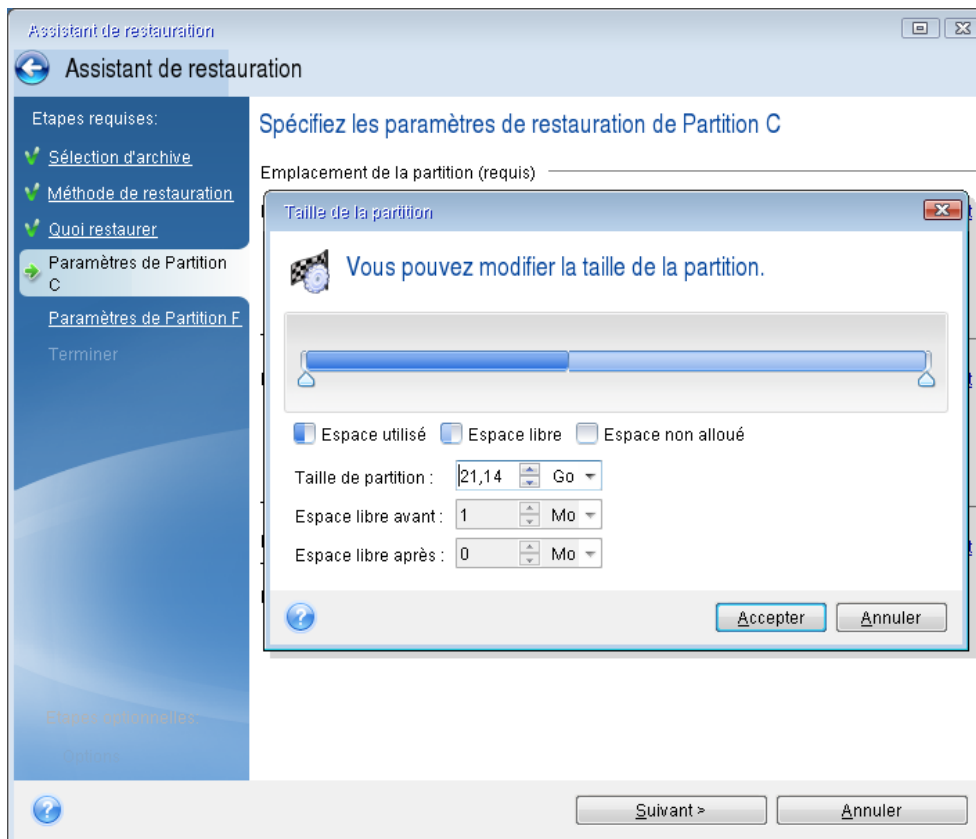 Assistant de restauration
Assistant de restauration
Etapes requises:
Sélection d'archive
Méthode de restauration
Quoi restaurer
Paramètres de Partition
C
Paramètres de Partition F
Terminer
Etapes optionnelles:
Options
Spécifiez les paramètres de restauration de Partition C
Emplacement de la partition (requis)
Taille de la partition
Vous pouvez modifier la taille de la partition.
Espace utilisé Espace libre Espace non alloué
Taille de partition : 21,14 Go
Espace libre avant : 1 Mo
Espace libre après : 0 Mo
Accepter Annuler
Suivant > Annuler